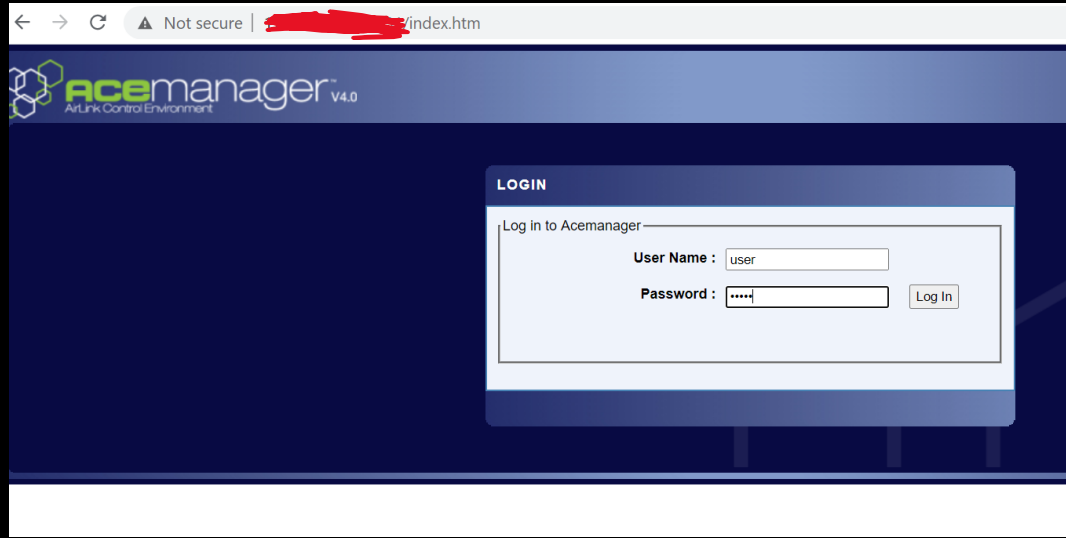 Not secure | /index.htm
acemanager™ V4.0
AirLink Control Environment
LOGIN
Log in to Acemanager
User Name : user
Password : ••••• Log In